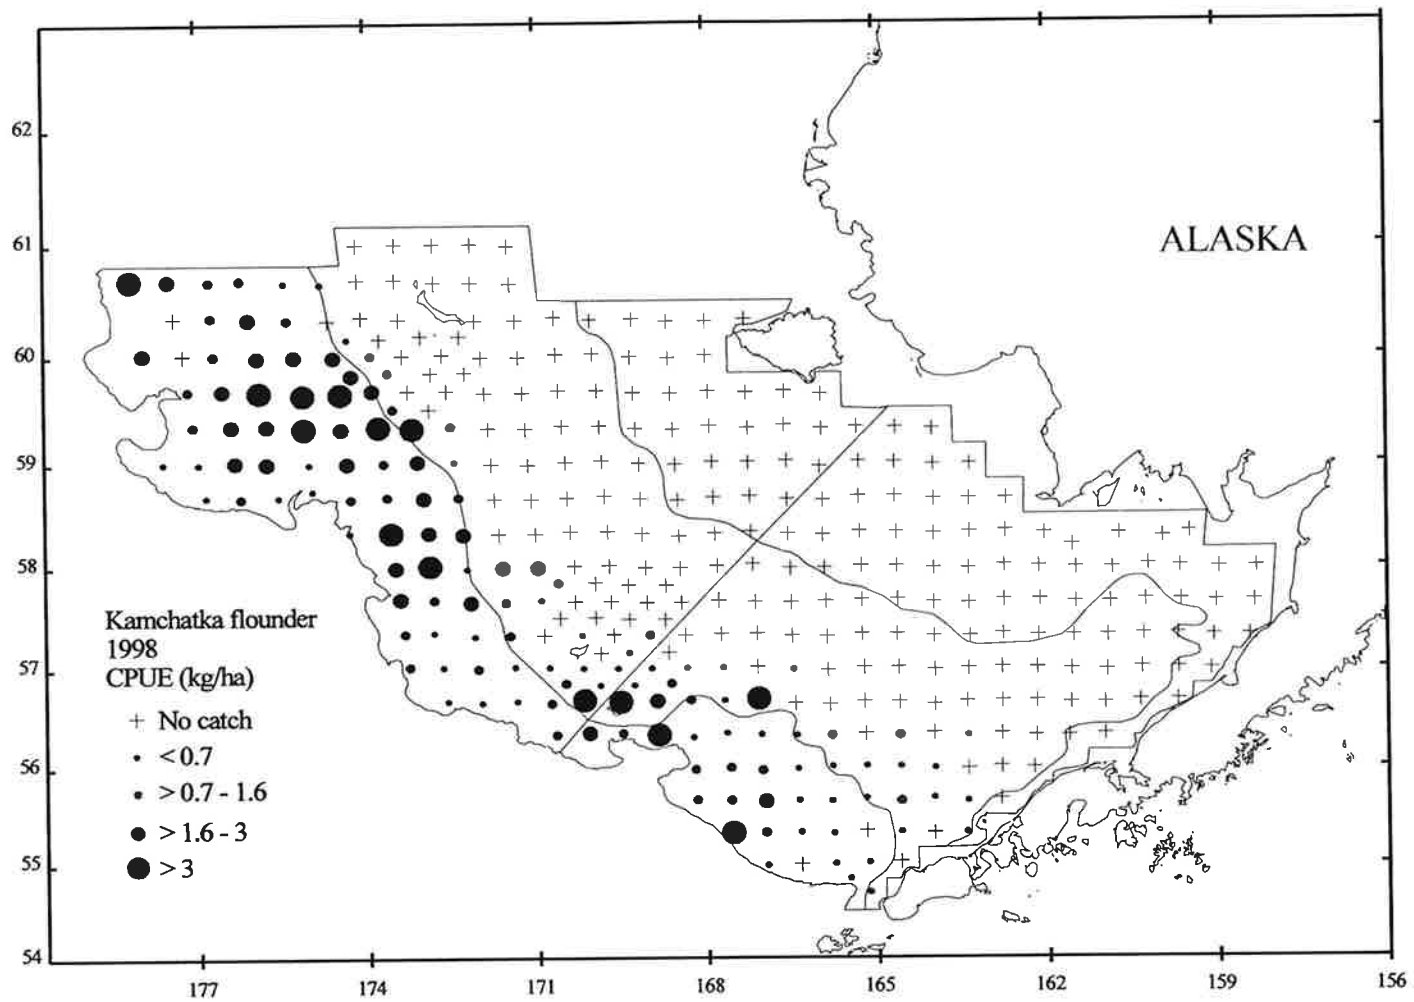 62
61
ALASKA
60
59
58
Kamchatka flounder
1998
57
CPUE (kg/ha)
+ No catch
< 0.7
56
> 0.7 - 1.6
> 1.6 - 3
> 3
55
54
177 174 171 168 165 162 159 156